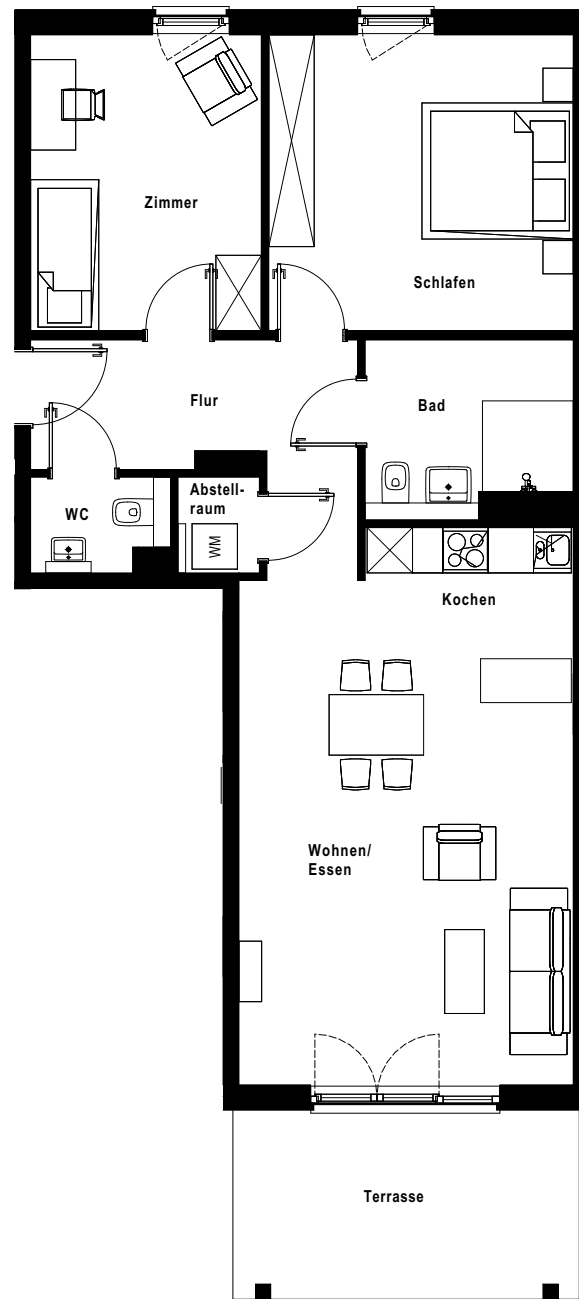 Zimmer
Schlafen
Flur
Bad
Abstell-
raum
WC
WM
Kochen
Wohnen/
Essen
Terrasse